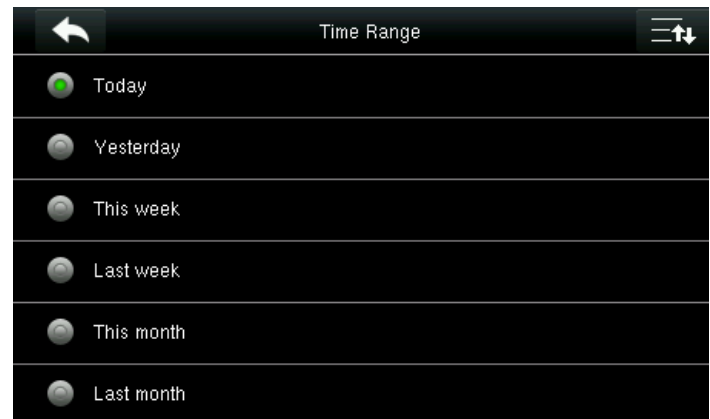 Time Range
Today
Yesterday
This week
Last week
This month
Last month